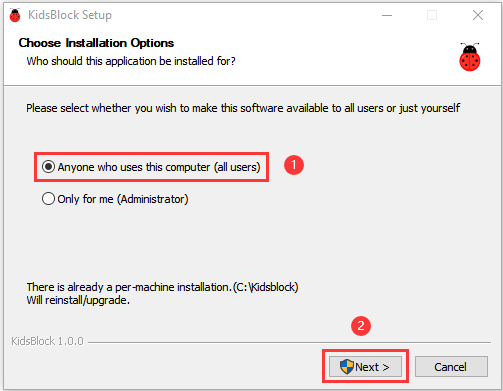 KidsBlock Setup
Choose Installation Options
Who should this application be installed for?
Please select whether you wish to make this software available to all users or just yourself
Anyone who uses this computer (all users)
1
Only for me (Administrator)
There is already a per-machine installation.(C:\Kidsblock)
Will reinstall/upgrade.
2
KidsBlock 1.0.0
Next >
Cancel